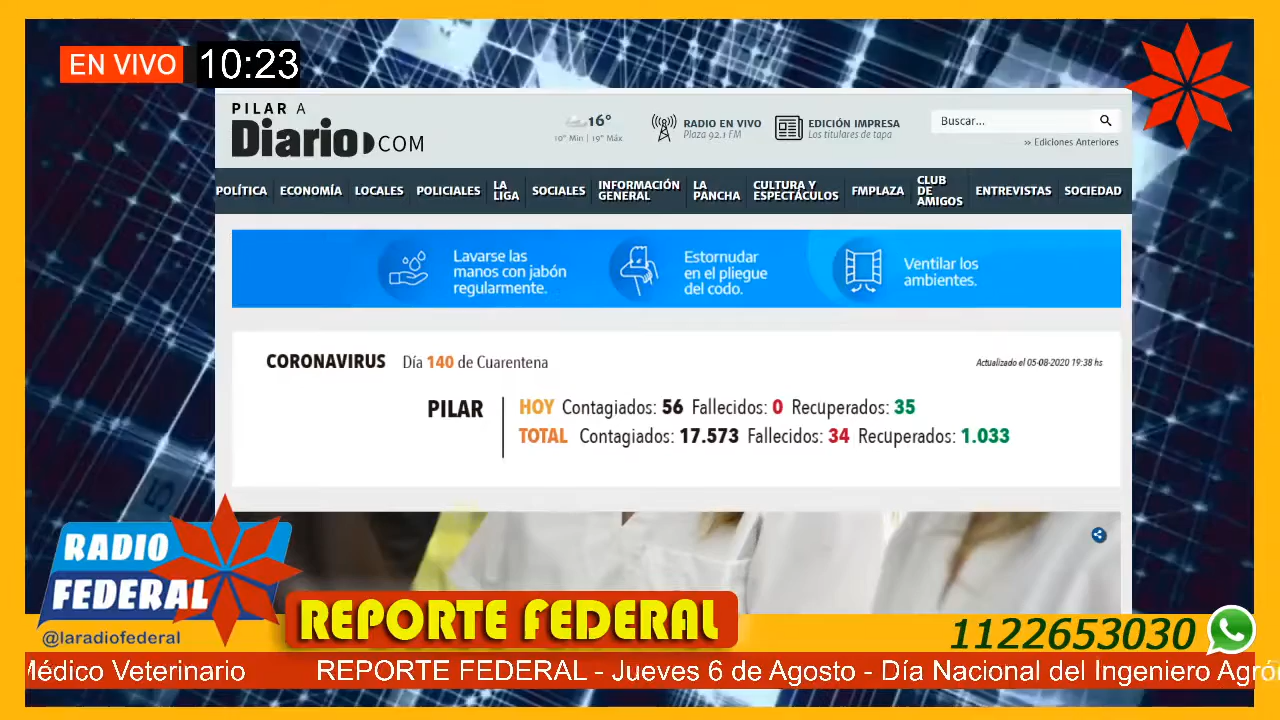 EN VIVO 10:23
PILAR A
Diario COM
16°
10° Min | 19° Máx
RADIO EN VIVO
Plaza 92.1 FM
EDICIÓN IMPRESA
Los titulares de tapa
Buscar...
» Ediciones Anteriores
POLÍTICA ECONOMÍA LOCALES POLICIALES LA LIGA SOCIALES INFORMACIÓN GENERAL LA PANCHA CULTURA Y ESPECTÁCULOS FMPLAZA CLUB DE AMIGOS ENTREVISTAS SOCIEDAD
Lavarse las
manos con jabón
regularmente.
Estornudar
en el pliegue
del codo.
Ventilar los
ambientes.
CORONAVIRUS Día 140 de Cuarentena
Actualizado el 05-08-2020 19:38 hs
PILAR
HOY Contagiados: 56 Fallecidos: 0 Recuperados: 35
TOTAL Contagiados: 17.573 Fallecidos: 34 Recuperados: 1.033
RADIO
FEDERAL
@laradiofederal
REPORTE FEDERAL
1122653030
Médico Veterinario REPORTE FEDERAL - Jueves 6 de Agosto - Día Nacional del Ingeniero Agró